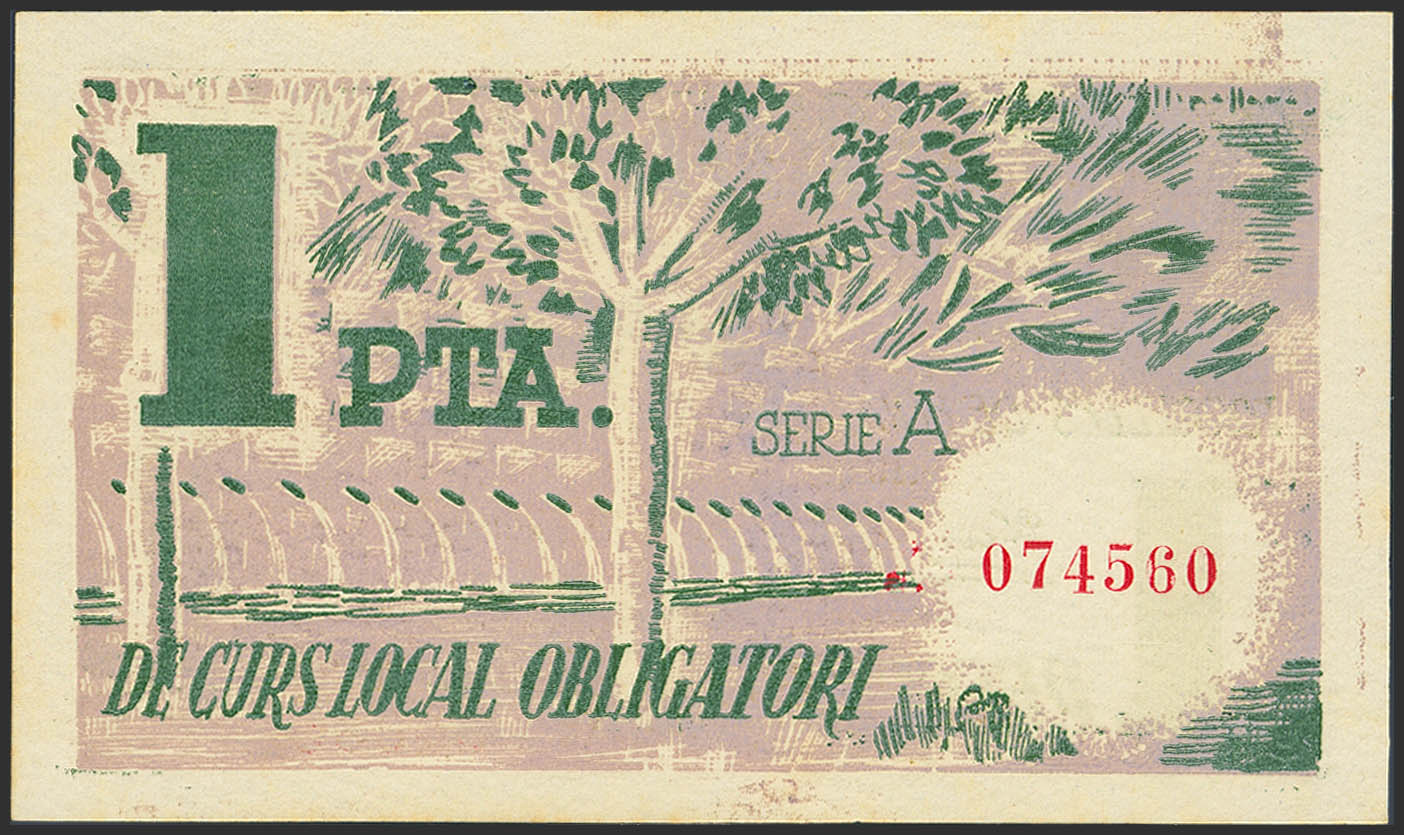 1 PTA.
SERIE A
074560
DE CURS LOCAL OBLIGATORI